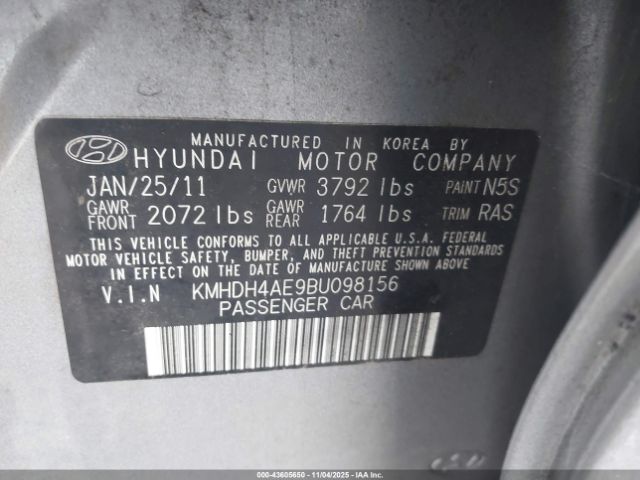 MANUFACTURED IN KOREA BY
HYUNDAI MOTOR COMPANY
JAN/25/11 GVWR 3792 lbs PAINT N5S
GAWR FRONT 2072 lbs GAWR REAR 1764 lbs TRIM RAS
THIS VEHICLE CONFORMS TO ALL APPLICABLE U.S.A. FEDERAL
MOTOR VEHICLE SAFETY, BUMPER, AND THEFT PREVENTION STANDARDS
IN EFFECT ON THE DATE OF MANUFACTURE SHOWN ABOVE.
V.I.N KMHDH4AE9BU098156
PASSENGER CAR
000-43605650 11/04/2025 COPART.COM